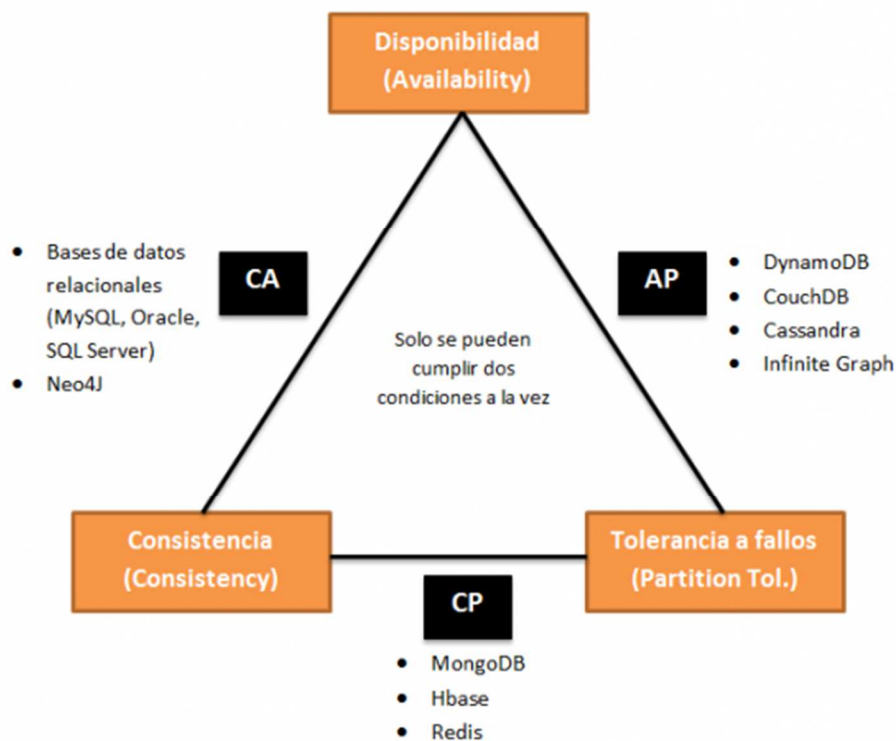 Disponibilidad
(Availability)
Bases de datos
relacionales
(MySQL, Oracle,
SQL Server)
Neo4J
CA
AP
DynamoDB
CouchDB
Cassandra
Infinite Graph
Solo se pueden
cumplir dos
condiciones a la vez
Consistencia
(Consistency)
Tolerancia a fallos
(Partition Tol.)
CP
MongoDB
Hbase
Redis